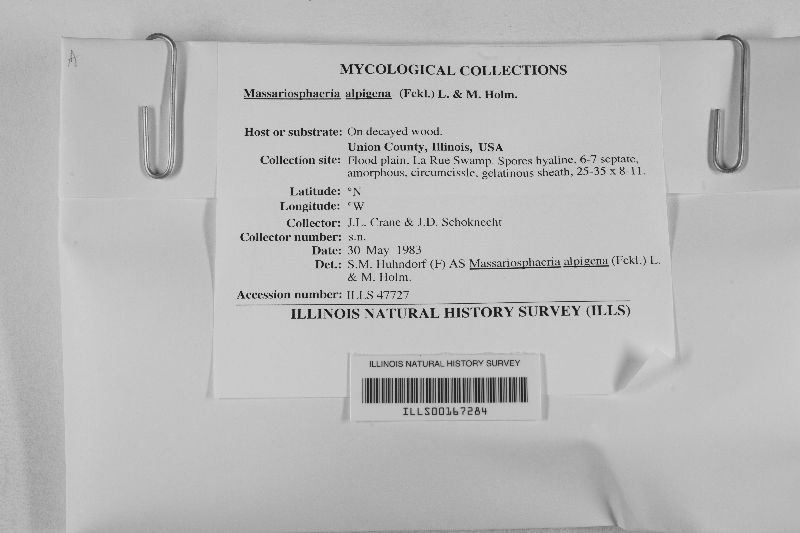 A
MYCOLOGICAL COLLECTIONS
Massariosphaeria alpigena (Fckl.) L. & M. Holm.
Host or substrate: On decayed wood.
Union County, Illinois, USA
Collection site: Flood plain, La Rue Swamp. Spores hyaline, 6-7 septate,
amorphous, circumcissle, gelatinous sheath, 25-35 x 8-11.
Latitude: °N
Longitude: °W
Collector: J.L. Crane & J.D. Schoknecht
Collector number: s.n.
Date: 30 May 1983
Det.: S.M. Huhndorf (F) AS Massariosphaeria alpigena (Fckl.) L.
& M. Holm.
Accession number: ILLS 47727
ILLINOIS NATURAL HISTORY SURVEY (ILLS)
ILLINOIS NATURAL HISTORY SURVEY
ILLS00167284